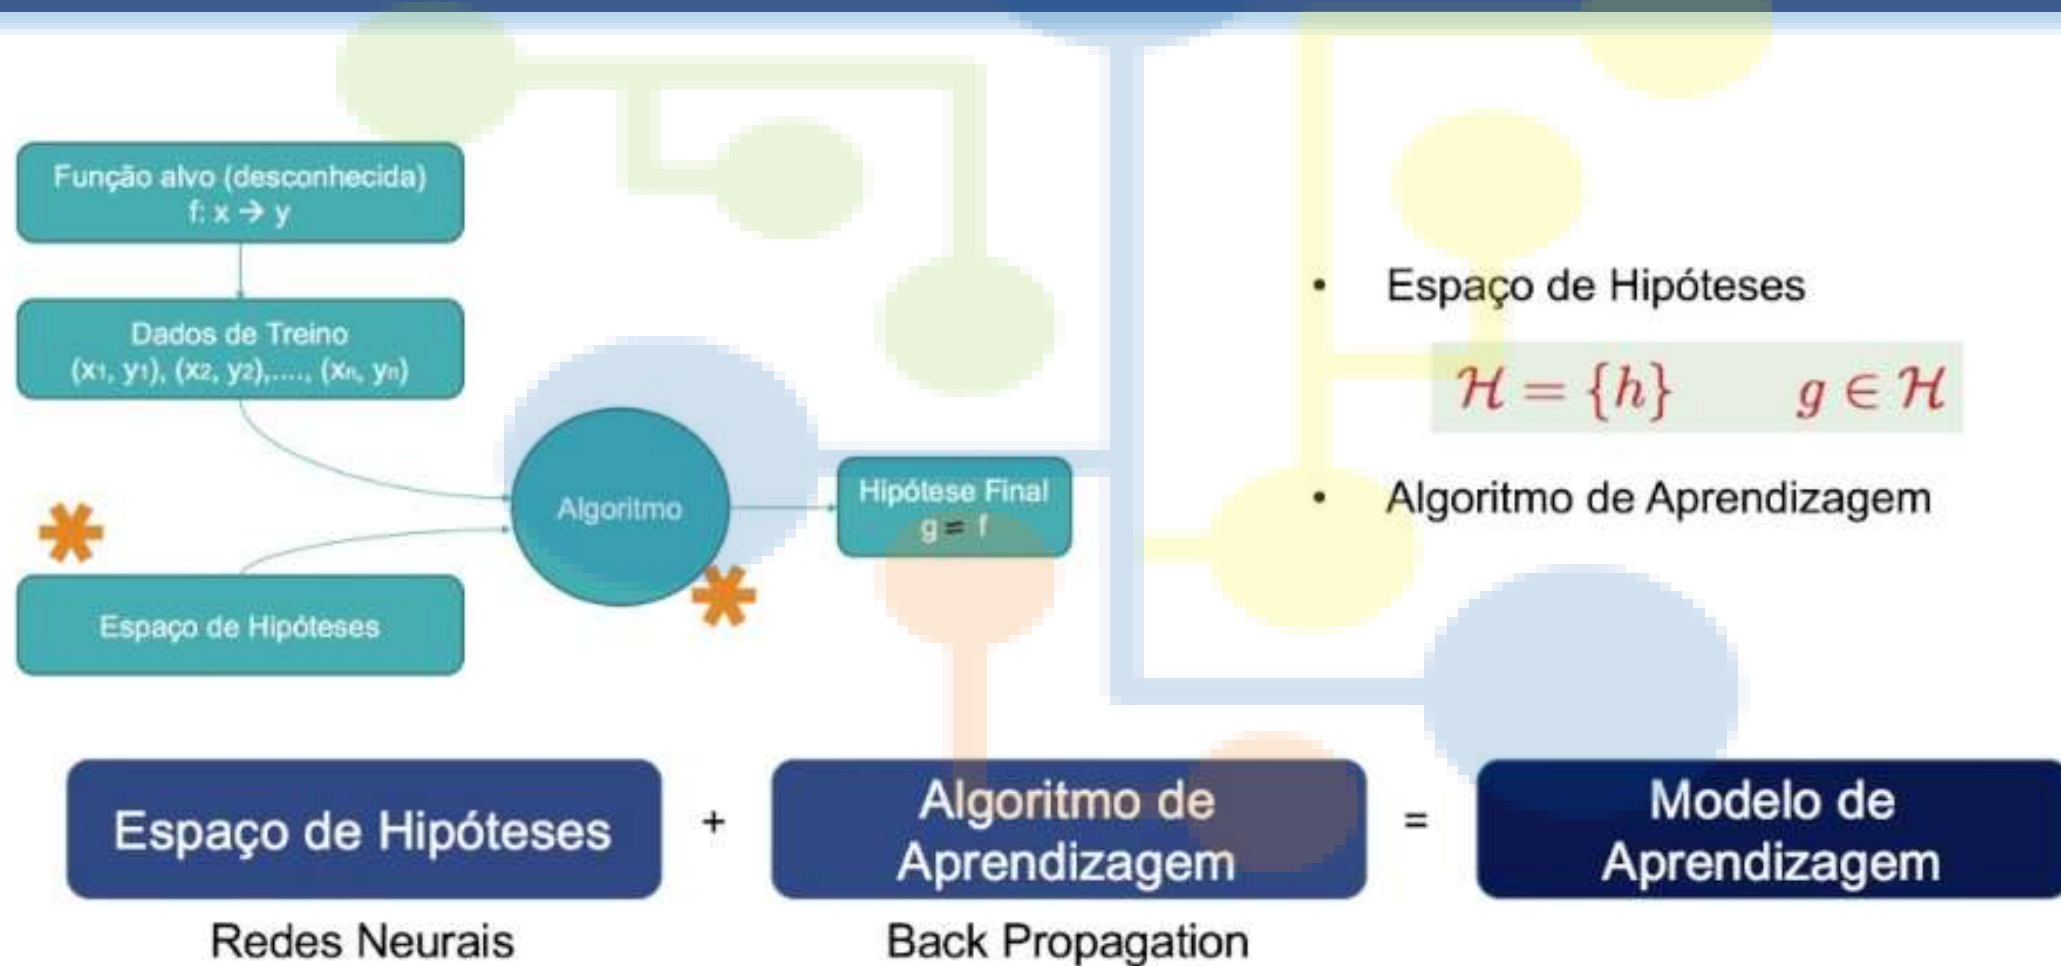 Função alvo (desconhecida)
f: x → y
Dados de Treino
(x1, y1), (x2, y2),...., (xn, yn)
Algoritmo
Hipótese Final
g = f
Espaço de Hipóteses
• Espaço de Hipóteses
ℋ = {h} g ∈ ℋ
• Algoritmo de Aprendizagem
Espaço de Hipóteses
+
Algoritmo de
Aprendizagem
=
Modelo de
Aprendizagem
Redes Neurais
Back Propagation